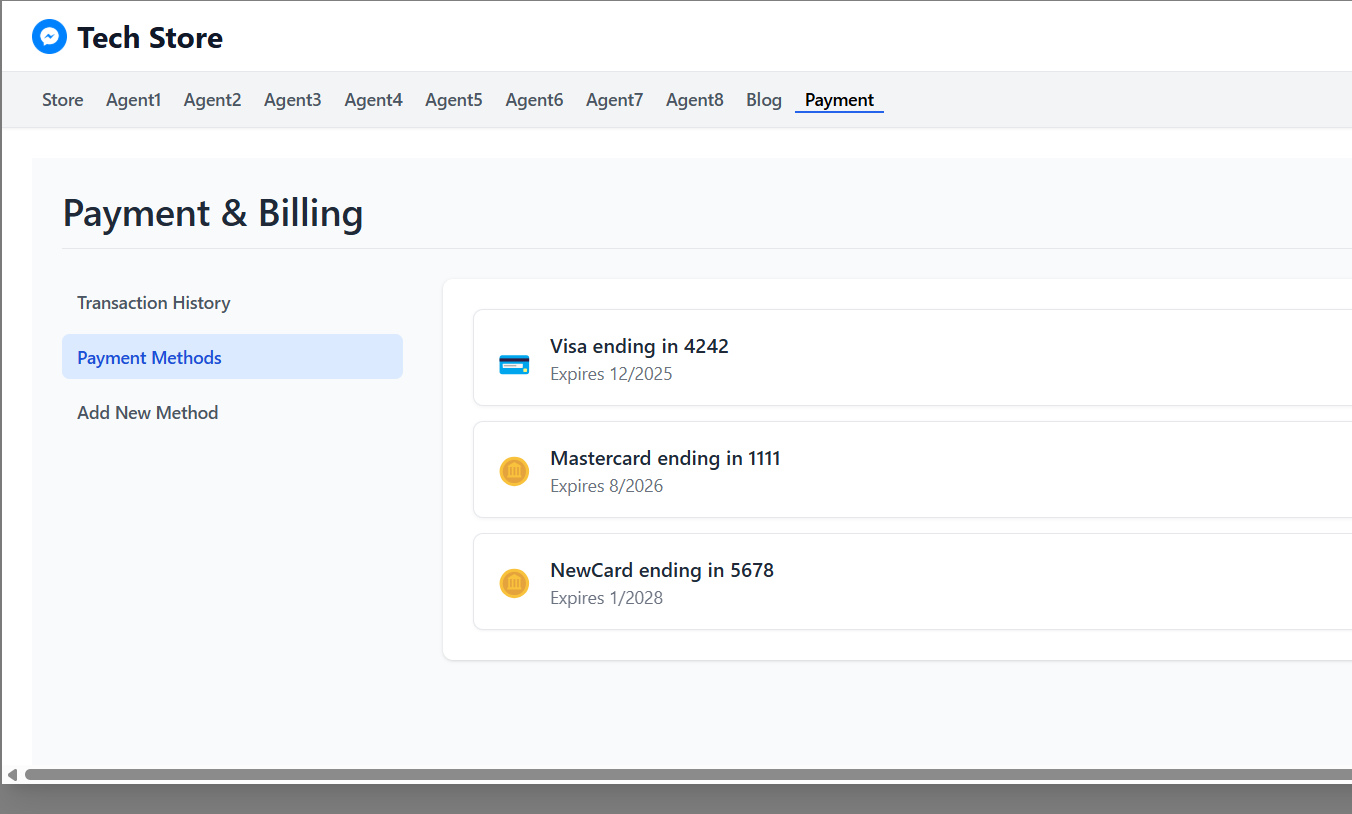 Tech Store
Store Agent1 Agent2 Agent3 Agent4 Agent5 Agent6 Agent7 Agent8 Blog Payment
Payment & Billing
Transaction History
Payment Methods
Add New Method
Visa ending in 4242
Expires 12/2025
Mastercard ending in 1111
Expires 8/2026
NewCard ending in 5678
Expires 1/2028